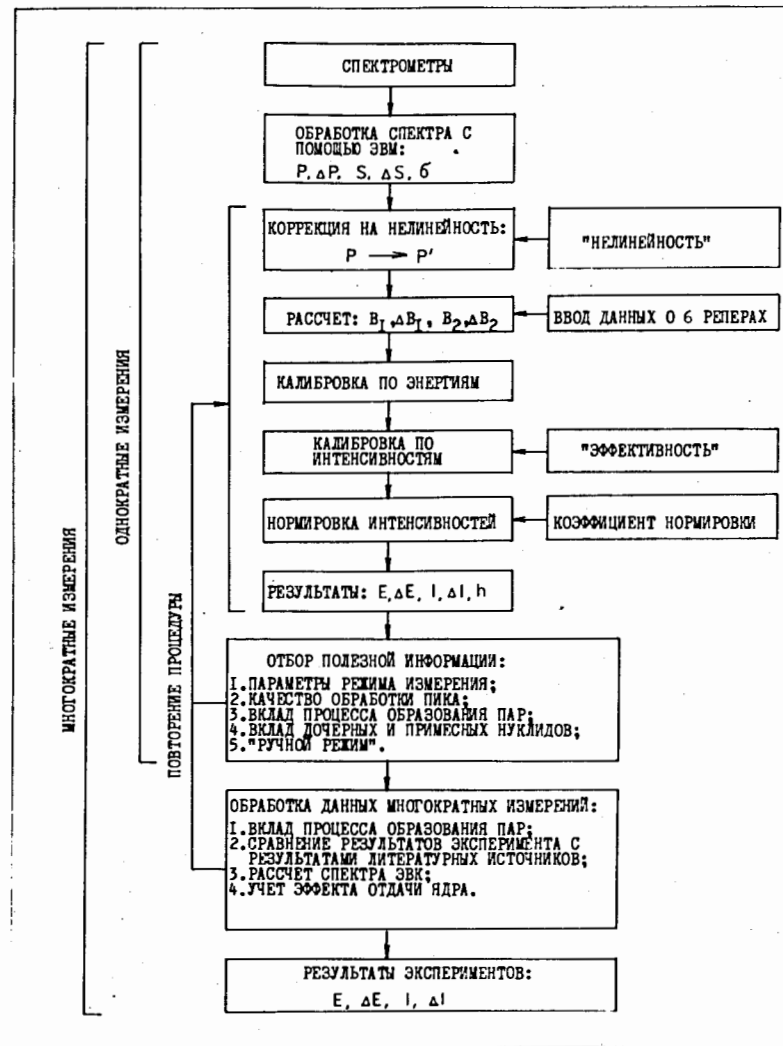 СПЕКТРОМЕТРЫ
ОБРАБОТКА СПЕКТРА С
ПОМОЩЬЮ ЭВМ:
P, ΔP, S, ΔS, б
КОРРЕКЦИЯ НА НЕЛИНЕЙНОСТЬ:
P → P'
"НЕЛИНЕЙНОСТЬ"
РАССЧЕТ: B₁,ΔB₁, B₂,ΔB₂
ВВОД ДАННЫХ О 6 РЕПЕРАХ
КАЛИБРОВКА ПО ЭНЕРГИЯМ
КАЛИБРОВКА ПО
ИНТЕНСИВНОСТЯМ
"ЭФФЕКТИВНОСТЬ"
НОРМИРОВКА ИНТЕНСИВНОСТЕЙ
КОЭФФИЦИЕНТ НОРМИРОВКИ
РЕЗУЛЬТАТЫ: E,ΔE, I,ΔI,h
ОТБОР ПОЛЕЗНОЙ ИНФОРМАЦИИ:
1.ПАРАМЕТРЫ РЕЖИМА ИЗМЕРЕНИЯ;
2.КАЧЕСТВО ОБРАБОТКИ ПИКА;
3.ВКЛАД ПРОЦЕССА ОБРАЗОВАНИЯ ПАР;
4.ВКЛАД ДОЧЕРНЫХ И ПРИМЕСНЫХ НУКЛИДОВ;
5."РУЧНОЙ РЕЖИМ".
ОБРАБОТКА ДАННЫХ МНОГОКРАТНЫХ ИЗМЕРЕНИЙ:
1.ВКЛАД ПРОЦЕССА ОБРАЗОВАНИЯ ПАР;
2.СРАВНЕНИЕ РЕЗУЛЬТАТОВ ЭКСПЕРИМЕНТА С
РЕЗУЛЬТАТАМИ ЛИТЕРАТУРНЫХ ИСТОЧНИКОВ;
3.РАССЧЕТ СПЕКТРА ЭВК;
4.УЧЕТ ЭФФЕКТА ОТДАЧИ ЯДРА.
РЕЗУЛЬТАТЫ ЭКСПЕРИМЕНТОВ:
E, ΔE, I, ΔI
МНОГОКРАТНЫЕ ИЗМЕРЕНИЯ
ОДНОКРАТНЫЕ ИЗМЕРЕНИЯ
ПОВТОРЕНИЕ ПРОЦЕДУРЫ